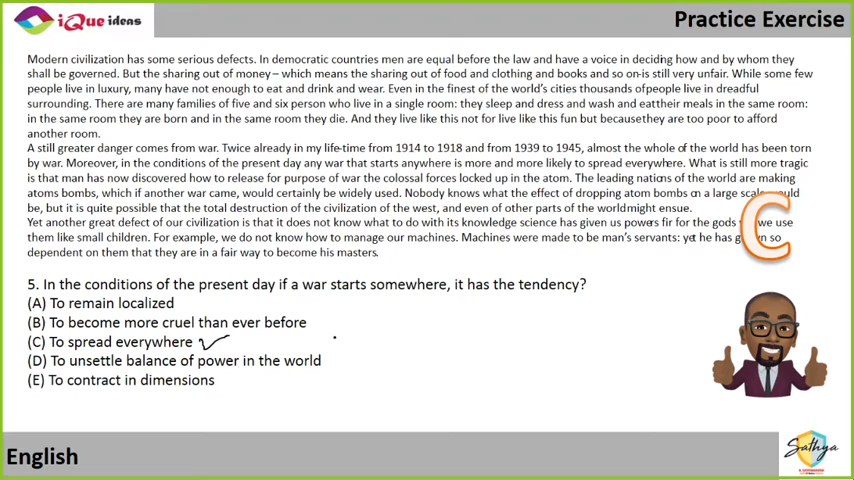 iQue ideas
Practice Exercise
Modern civilization has some serious defects. In democratic countries men are equal before the law and have a voice in deciding how and by whom they
shall be governed. But the sharing out of money – which means the sharing out of food and clothing and books and so on-is still very unfair. While some few
people live in luxury, many have not enough to eat and drink and wear. Even in the finest of the world's cities thousands of people live in dreadful
surrounding. There are many families of five and six person who live in a single room: they sleep and dress and wash and eattheir meals in the same room:
in the same room they are born and in the same room they die. And they live like this not for live like this fun but becausethey are too poor to afford
another room.
A still greater danger comes from war. Twice already in my life-time from 1914 to 1918 and from 1939 to 1945, almost the whole of the world has been torn
by war. Moreover, in the conditions of the present day any war that starts anywhere is more and more likely to spread everywhere. What is still more tragic
is that man has now discovered how to release for purpose of war the colossal forces locked up in the atom. The leading nations of the world are making
atoms bombs, which if another war came, would certainly be widely used. Nobody knows what the effect of dropping atom bombs on a large scale would
be, but it is quite possible that the total destruction of the civilization of the west, and even of other parts of the world might ensue.
Yet another great defect of our civilization is that it does not know what to do with its knowledge science has given us powers fir for the gods we use
them like small children. For example, we do not know how to manage our machines. Machines were made to be man's servants: yet he has so
dependent on them that they are in a fair way to become his masters.
C
5. In the conditions of the present day if a war starts somewhere, it has the tendency?
(A) To remain localized
(B) To become more cruel than ever before
(C) To spread everywhere
(D) To unsettle balance of power in the world
(E) To contract in dimensions
English
Sathya